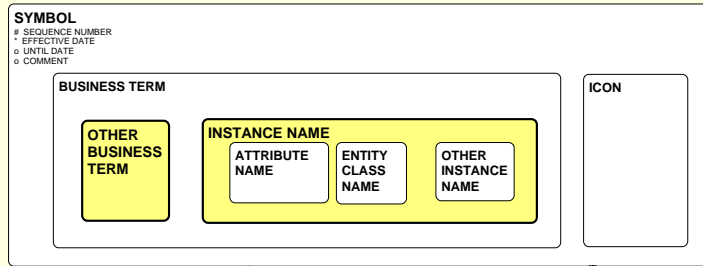 SYMBOL
# SEQUENCE NUMBER
* EFFECTIVE DATE
o UNTIL DATE
o COMMENT
BUSINESS TERM
ICON
OTHER
BUSINESS
TERM
INSTANCE NAME
ATTRIBUTE
NAME
ENTITY
CLASS
NAME
OTHER
INSTANCE
NAME